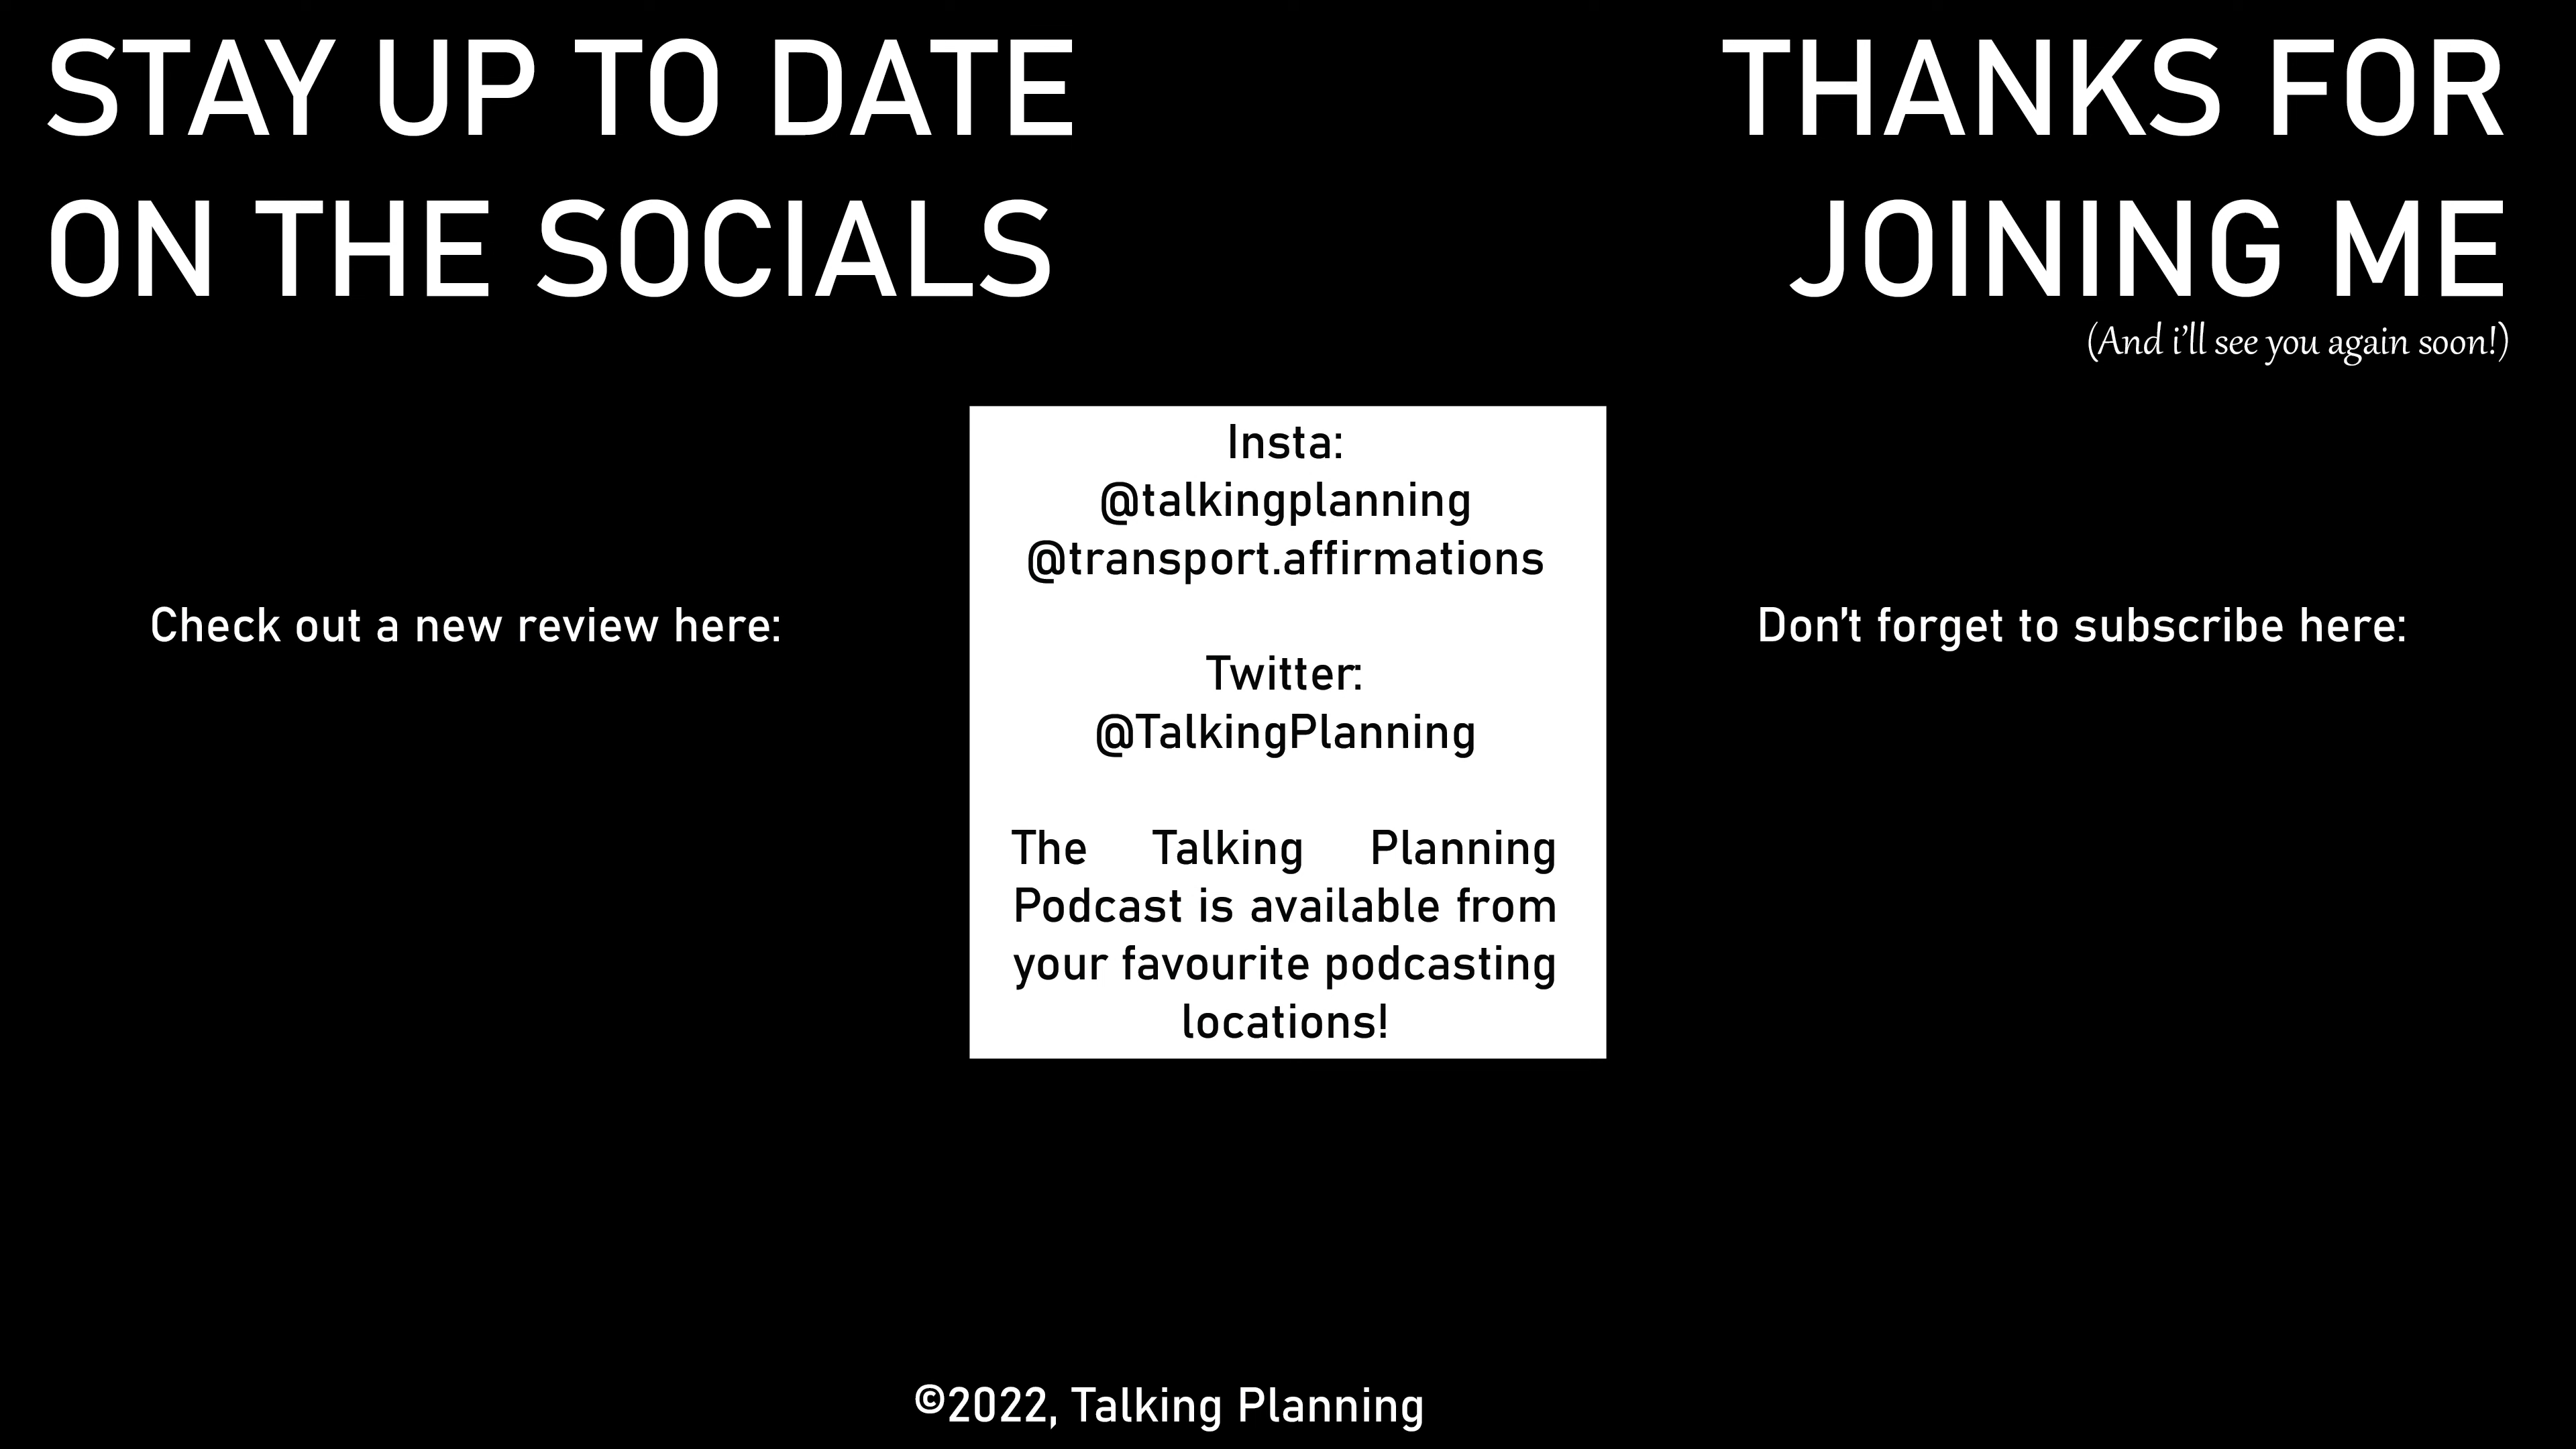 STAY UP TO DATE
ON THE SOCIALS
THANKS FOR
JOINING ME
(And i'll see you again soon!)
Check out a new review here:
Insta:
@talkingplanning
@transport.affirmations
Twitter:
@TalkingPlanning
The Talking Planning
Podcast is available from
your favourite podcasting
locations!
Don't forget to subscribe here:
©2022, Talking Planning